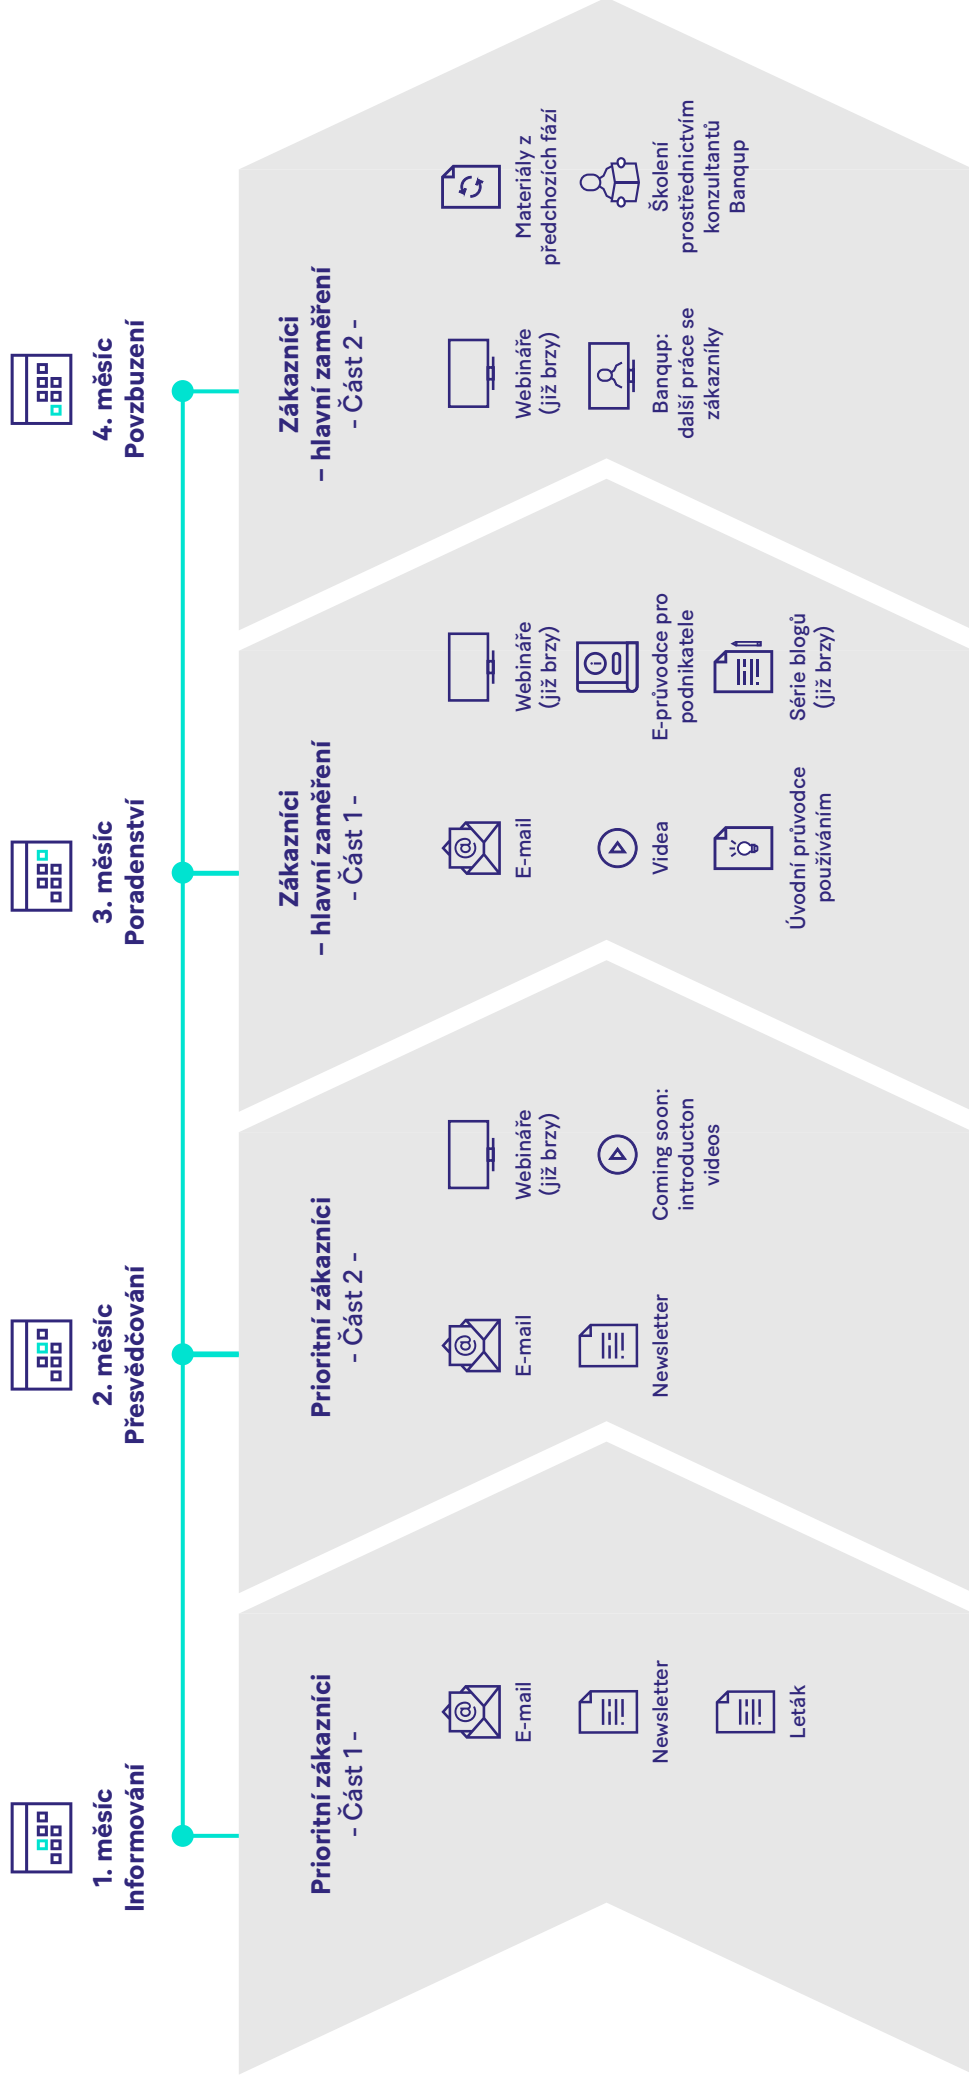 1. měsíc
Informování
Prioritní zákazníci
- Část 1 -
E-mail
Newsletter
Leták
2. měsíc
Přesvědčování
Prioritní zákazníci
- Část 2 -
E-mail
Webináře
(již brzy)
Newsletter
Coming soon:
introducton
videos
3. měsíc
Poradenství
Zákazníci
– hlavní zaměření
- Část 1 -
E-mail
Webináře
(již brzy)
Videa
E-průvodce pro
podnikatele
Úvodní průvodce
používáním
Série blogů
(již brzy)
4. měsíc
Povzbuzení
Zákazníci
– hlavní zaměření
- Část 2 -
Webináře
(již brzy)
Materiály z
předchozích fází
Banqup:
další práce se
zákazníky
Školení
prostřednictvím
konzultantů
Banqup